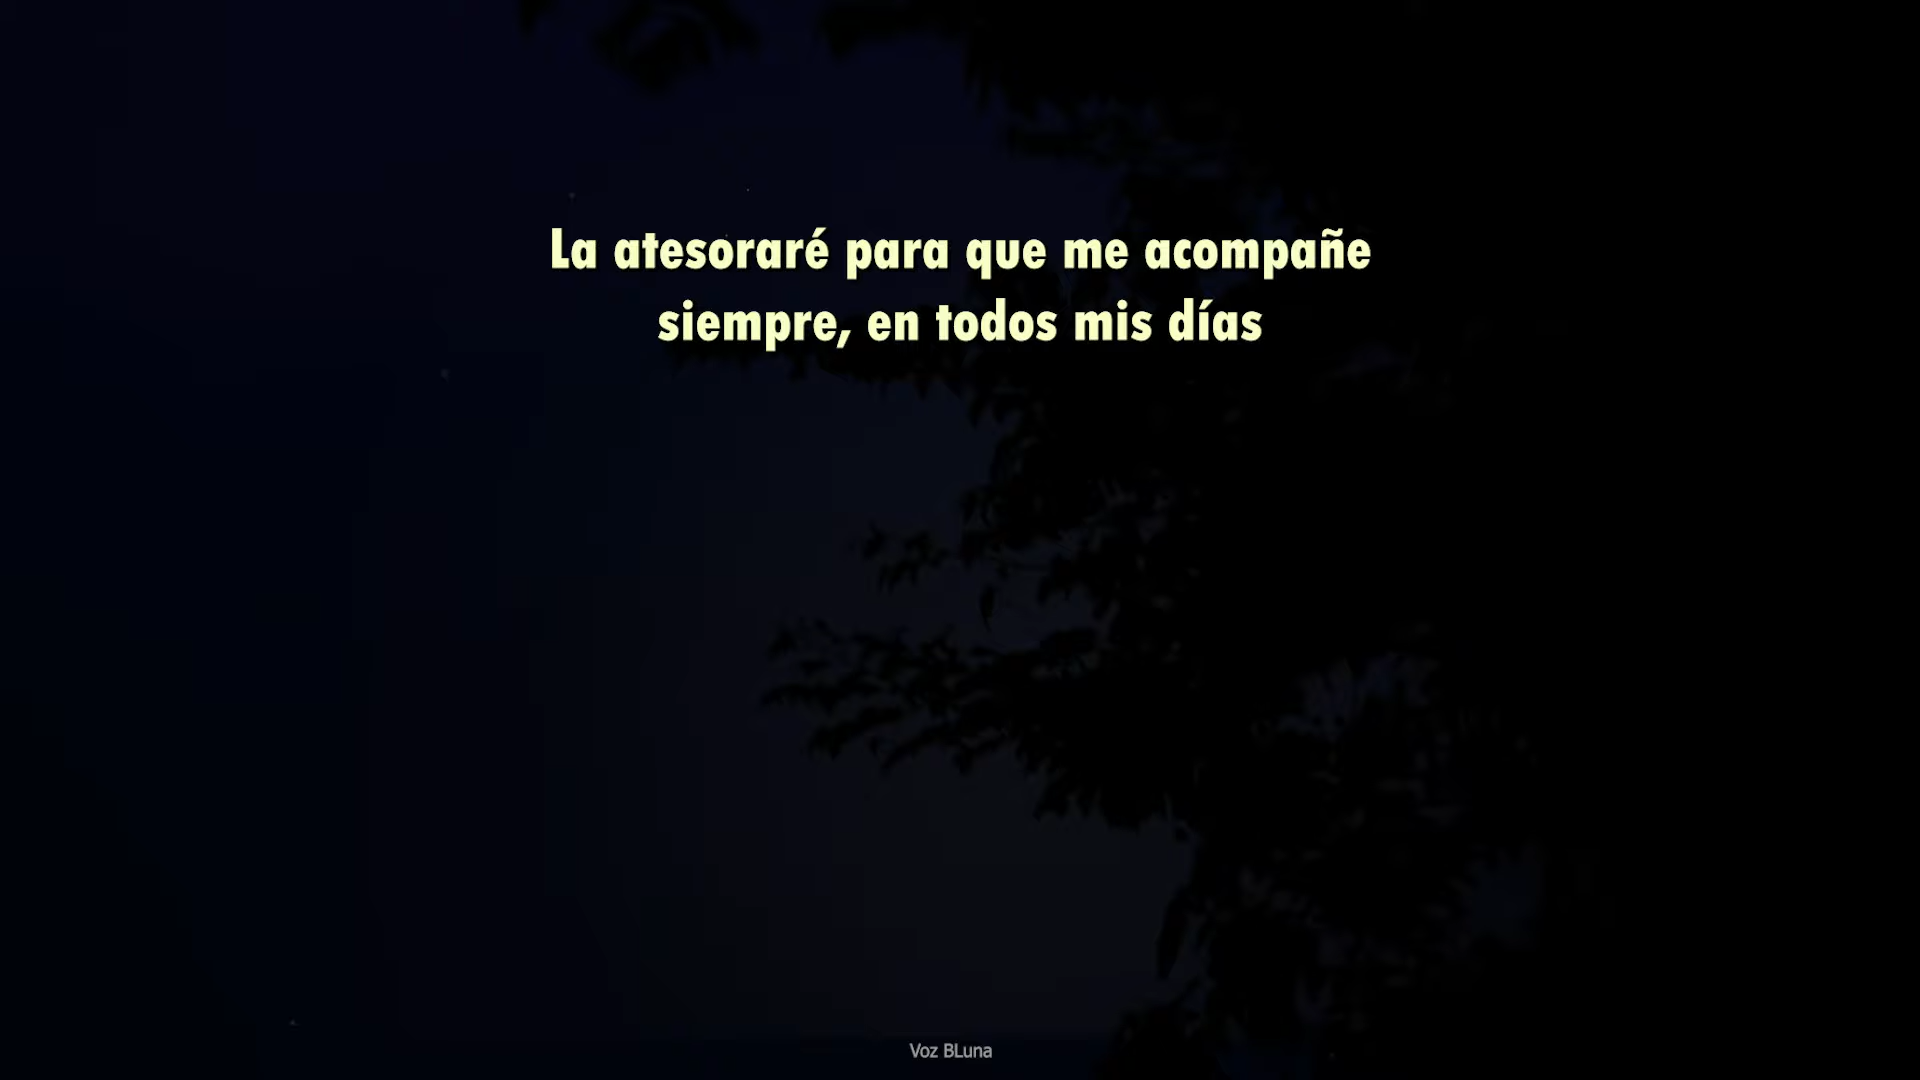 La atesoraré para que me acompañe
siempre, en todos mis días
Voz BLuna